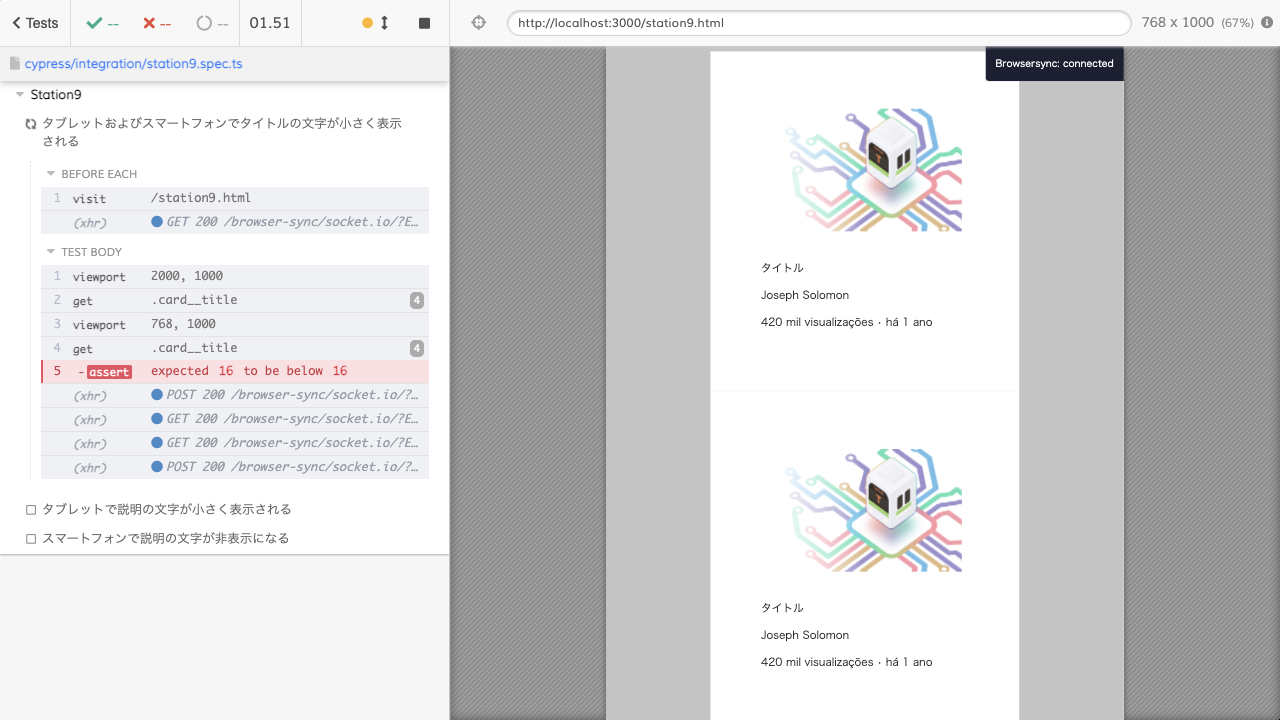 Tests
--
--
--
01.51
http://localhost:3000/station9.html
768 x 1000 (67%)
cypress/integration/station9.spec.ts
Station9
タブレットおよびスマートフォンでタイトルの文字が小さく表示
される
BEFORE EACH
1 visit /station9.html
(xhr) GET 200 /browser-sync/socket.io/?E…
TEST BODY
1 viewport 2000, 1000
2 get .card__title 4
3 viewport 768, 1000
4 get .card__title 4
5 -assert expected 16 to be below 16
(xhr) POST 200 /browser-sync/socket.io/?…
(xhr) GET 200 /browser-sync/socket.io/?E…
(xhr) GET 200 /browser-sync/socket.io/?E…
(xhr) POST 200 /browser-sync/socket.io/?…
タブレットで説明の文字が小さく表示される
スマートフォンで説明の文字が非表示になる
Browsersync: connected
タイトル
Joseph Solomon
420 mil visualizações · há 1 ano
タイトル
Joseph Solomon
420 mil visualizações · há 1 ano